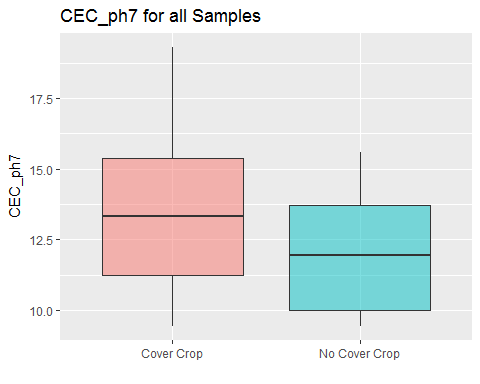 CEC_ph7 for all Samples
CEC_ph7
17.5
15.0
12.5
10.0
Cover Crop
No Cover Crop